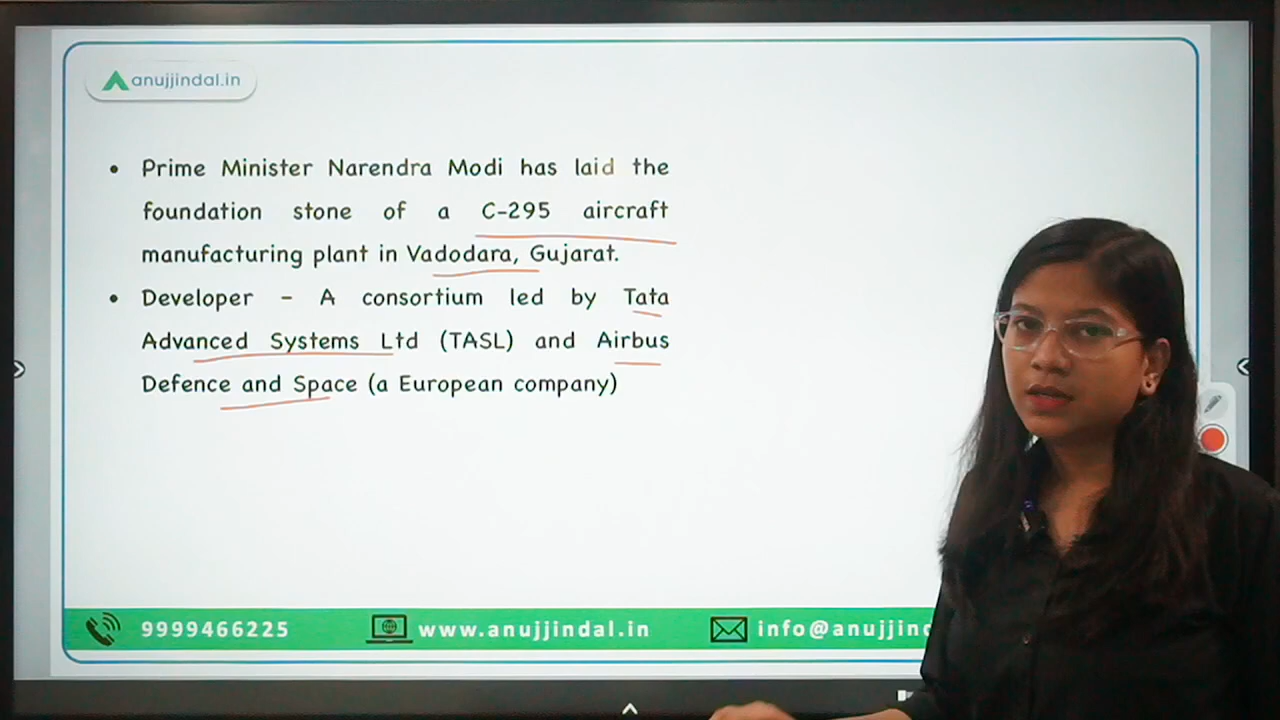 anujjindal.in
• Prime Minister Narendra Modi has laid the
foundation stone of a C-295 aircraft
manufacturing plant in Vadodara, Gujarat.
• Developer - A consortium led by Tata
Advanced Systems Ltd (TASL) and Airbus
Defence and Space (a European company)
9999466225 www.anujjindal.in info@anujjin